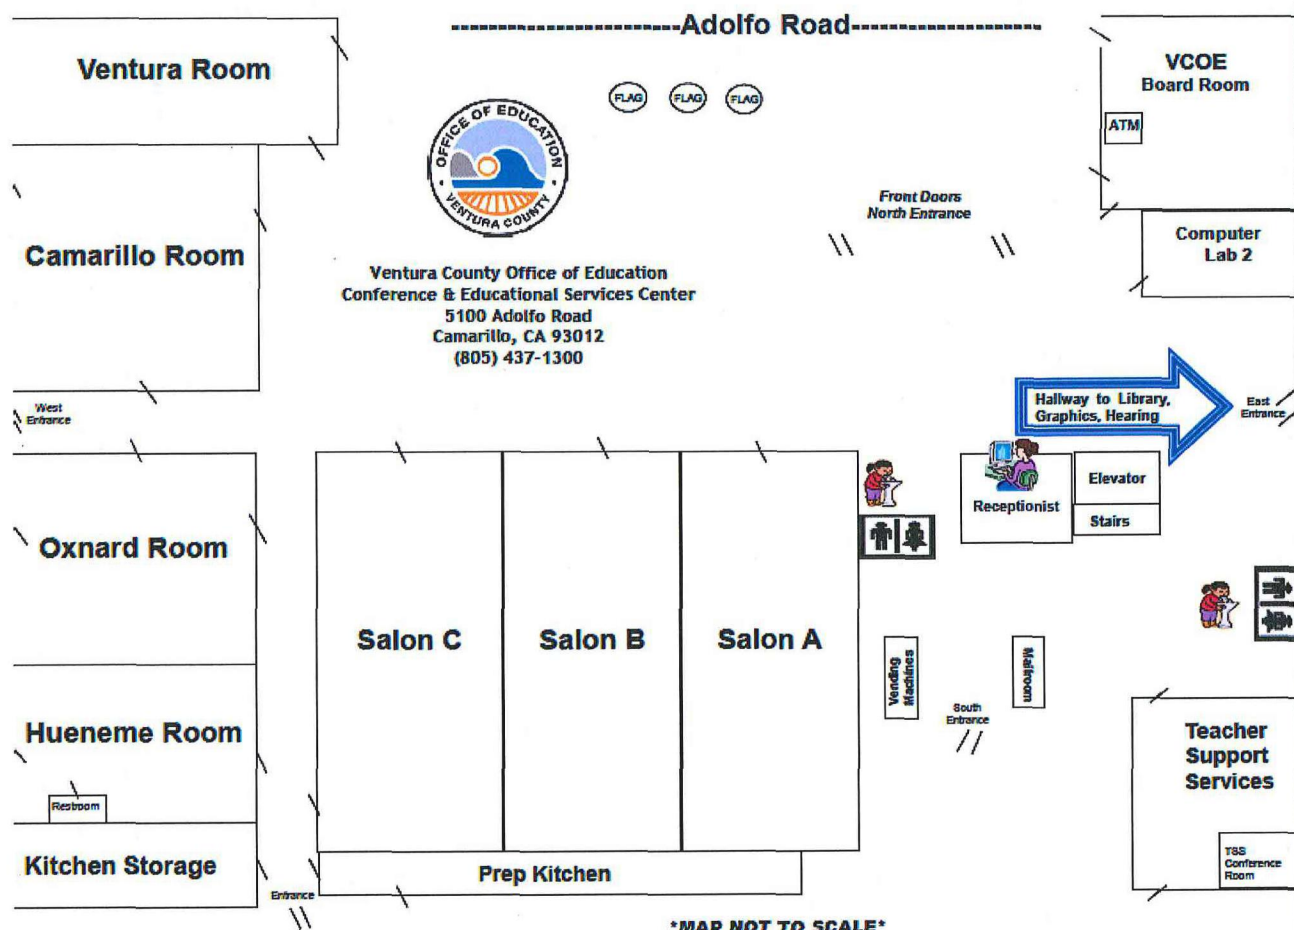 -----------------------Adolfo Road-------------------
Ventura Room
VCOE
Board Room
FLAG
FLAG
FLAG
ATM
OFFICE OF EDUCATION
VENTURA COUNTY
Front Doors
North Entrance
Computer
Lab 2
Camarillo Room
Ventura County Office of Education
Conference & Educational Services Center
5100 Adolfo Road
Camarillo, CA 93012
(805) 437-1300
West
Entrance
Hallway to Library,
Graphics, Hearing
East
Entrance
Elevator
Receptionist
Stairs
Oxnard Room
Salon C
Salon B
Salon A
Vending
Machines
Mailroom
South
Entrance
Hueneme Room
Teacher
Support
Services
Restroom
Kitchen Storage
Prep Kitchen
TSS
Conference
Room
Entrance
*MAP NOT TO SCALE*